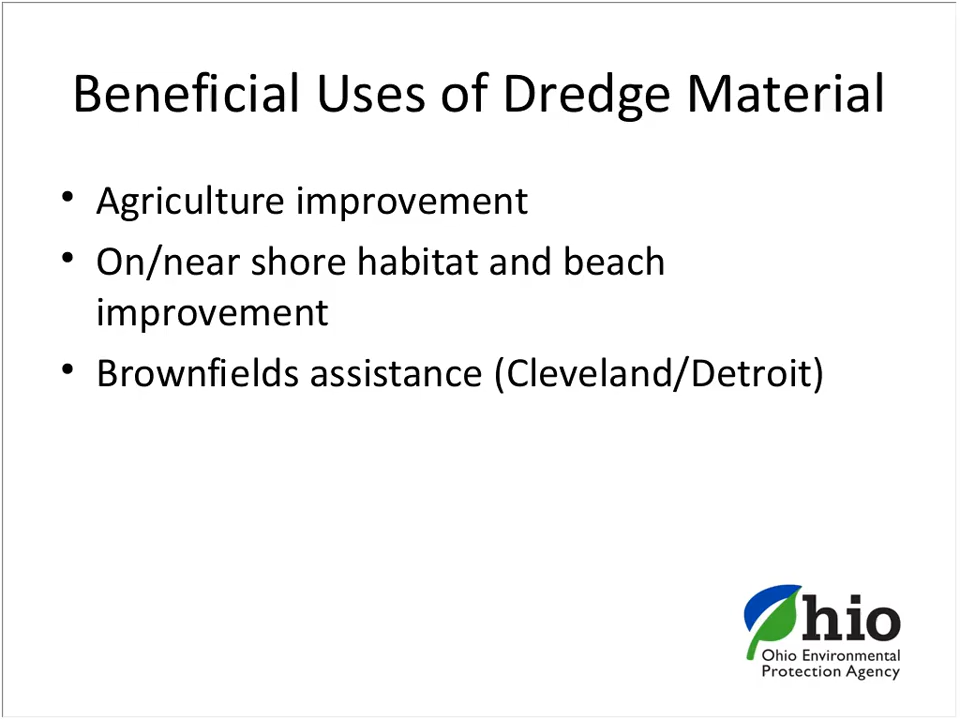 Beneficial Uses of Dredge Material
• Agriculture improvement
• On/near shore habitat and beach
improvement
• Brownfields assistance (Cleveland/Detroit)
Ohio
Ohio Environmental
Protection Agency